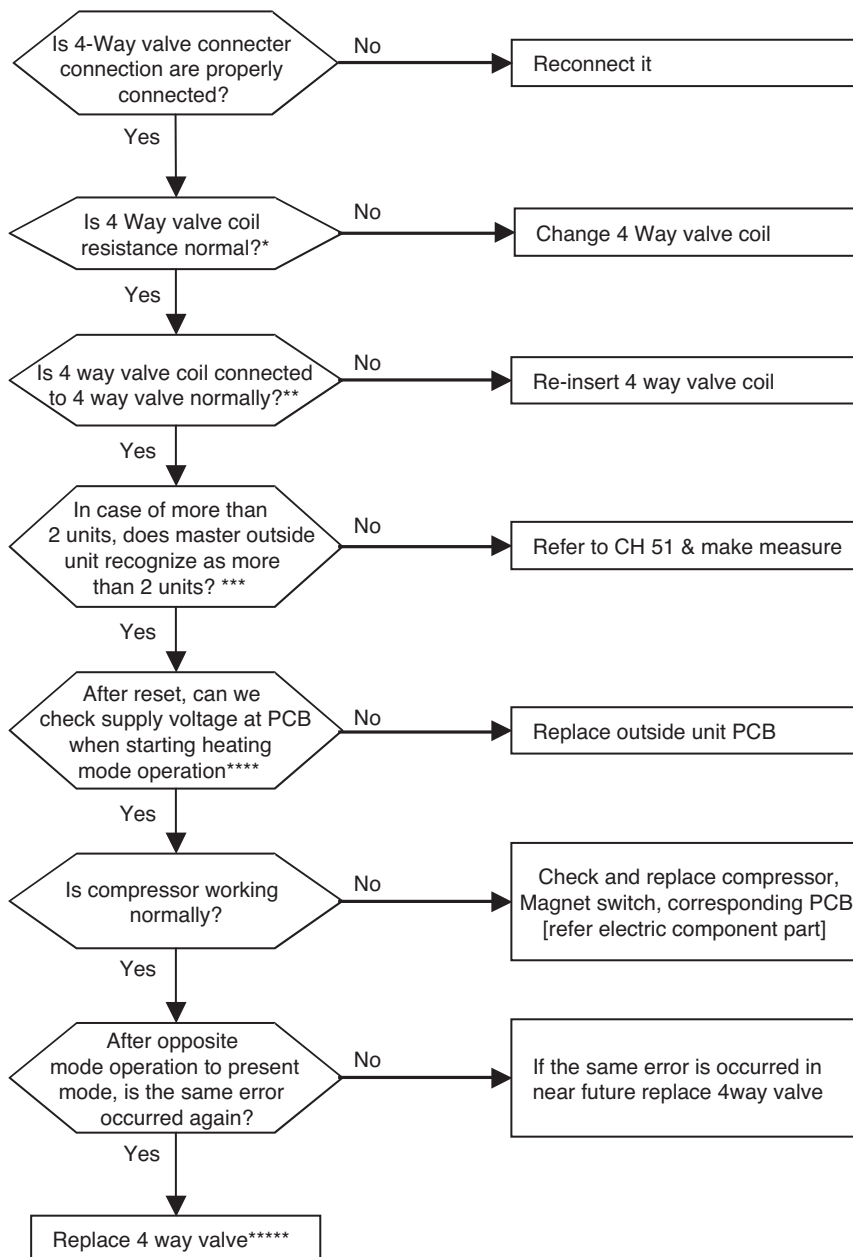 Is 4-Way valve connecter
connection are properly
connected?
No
Reconnect it
Yes
Is 4 Way valve coil
resistance normal?*
No
Change 4 Way valve coil
Yes
Is 4 way valve coil connected
to 4 way valve normally?**
No
Re-insert 4 way valve coil
Yes
In case of more than
2 units, does master outside
unit recognize as more
than 2 units? ***
No
Refer to CH 51 & make measure
Yes
After reset, can we
check supply voltage at PCB
when starting heating
mode operation****
No
Replace outside unit PCB
Yes
Is compressor working
normally?
No
Check and replace compressor,
Magnet switch, corresponding PCB
[refer electric component part]
Yes
After opposite
mode operation to present
mode, is the same error
occurred again?
No
If the same error is occurred in
near future replace 4way valve
Yes
Replace 4 way valve*****